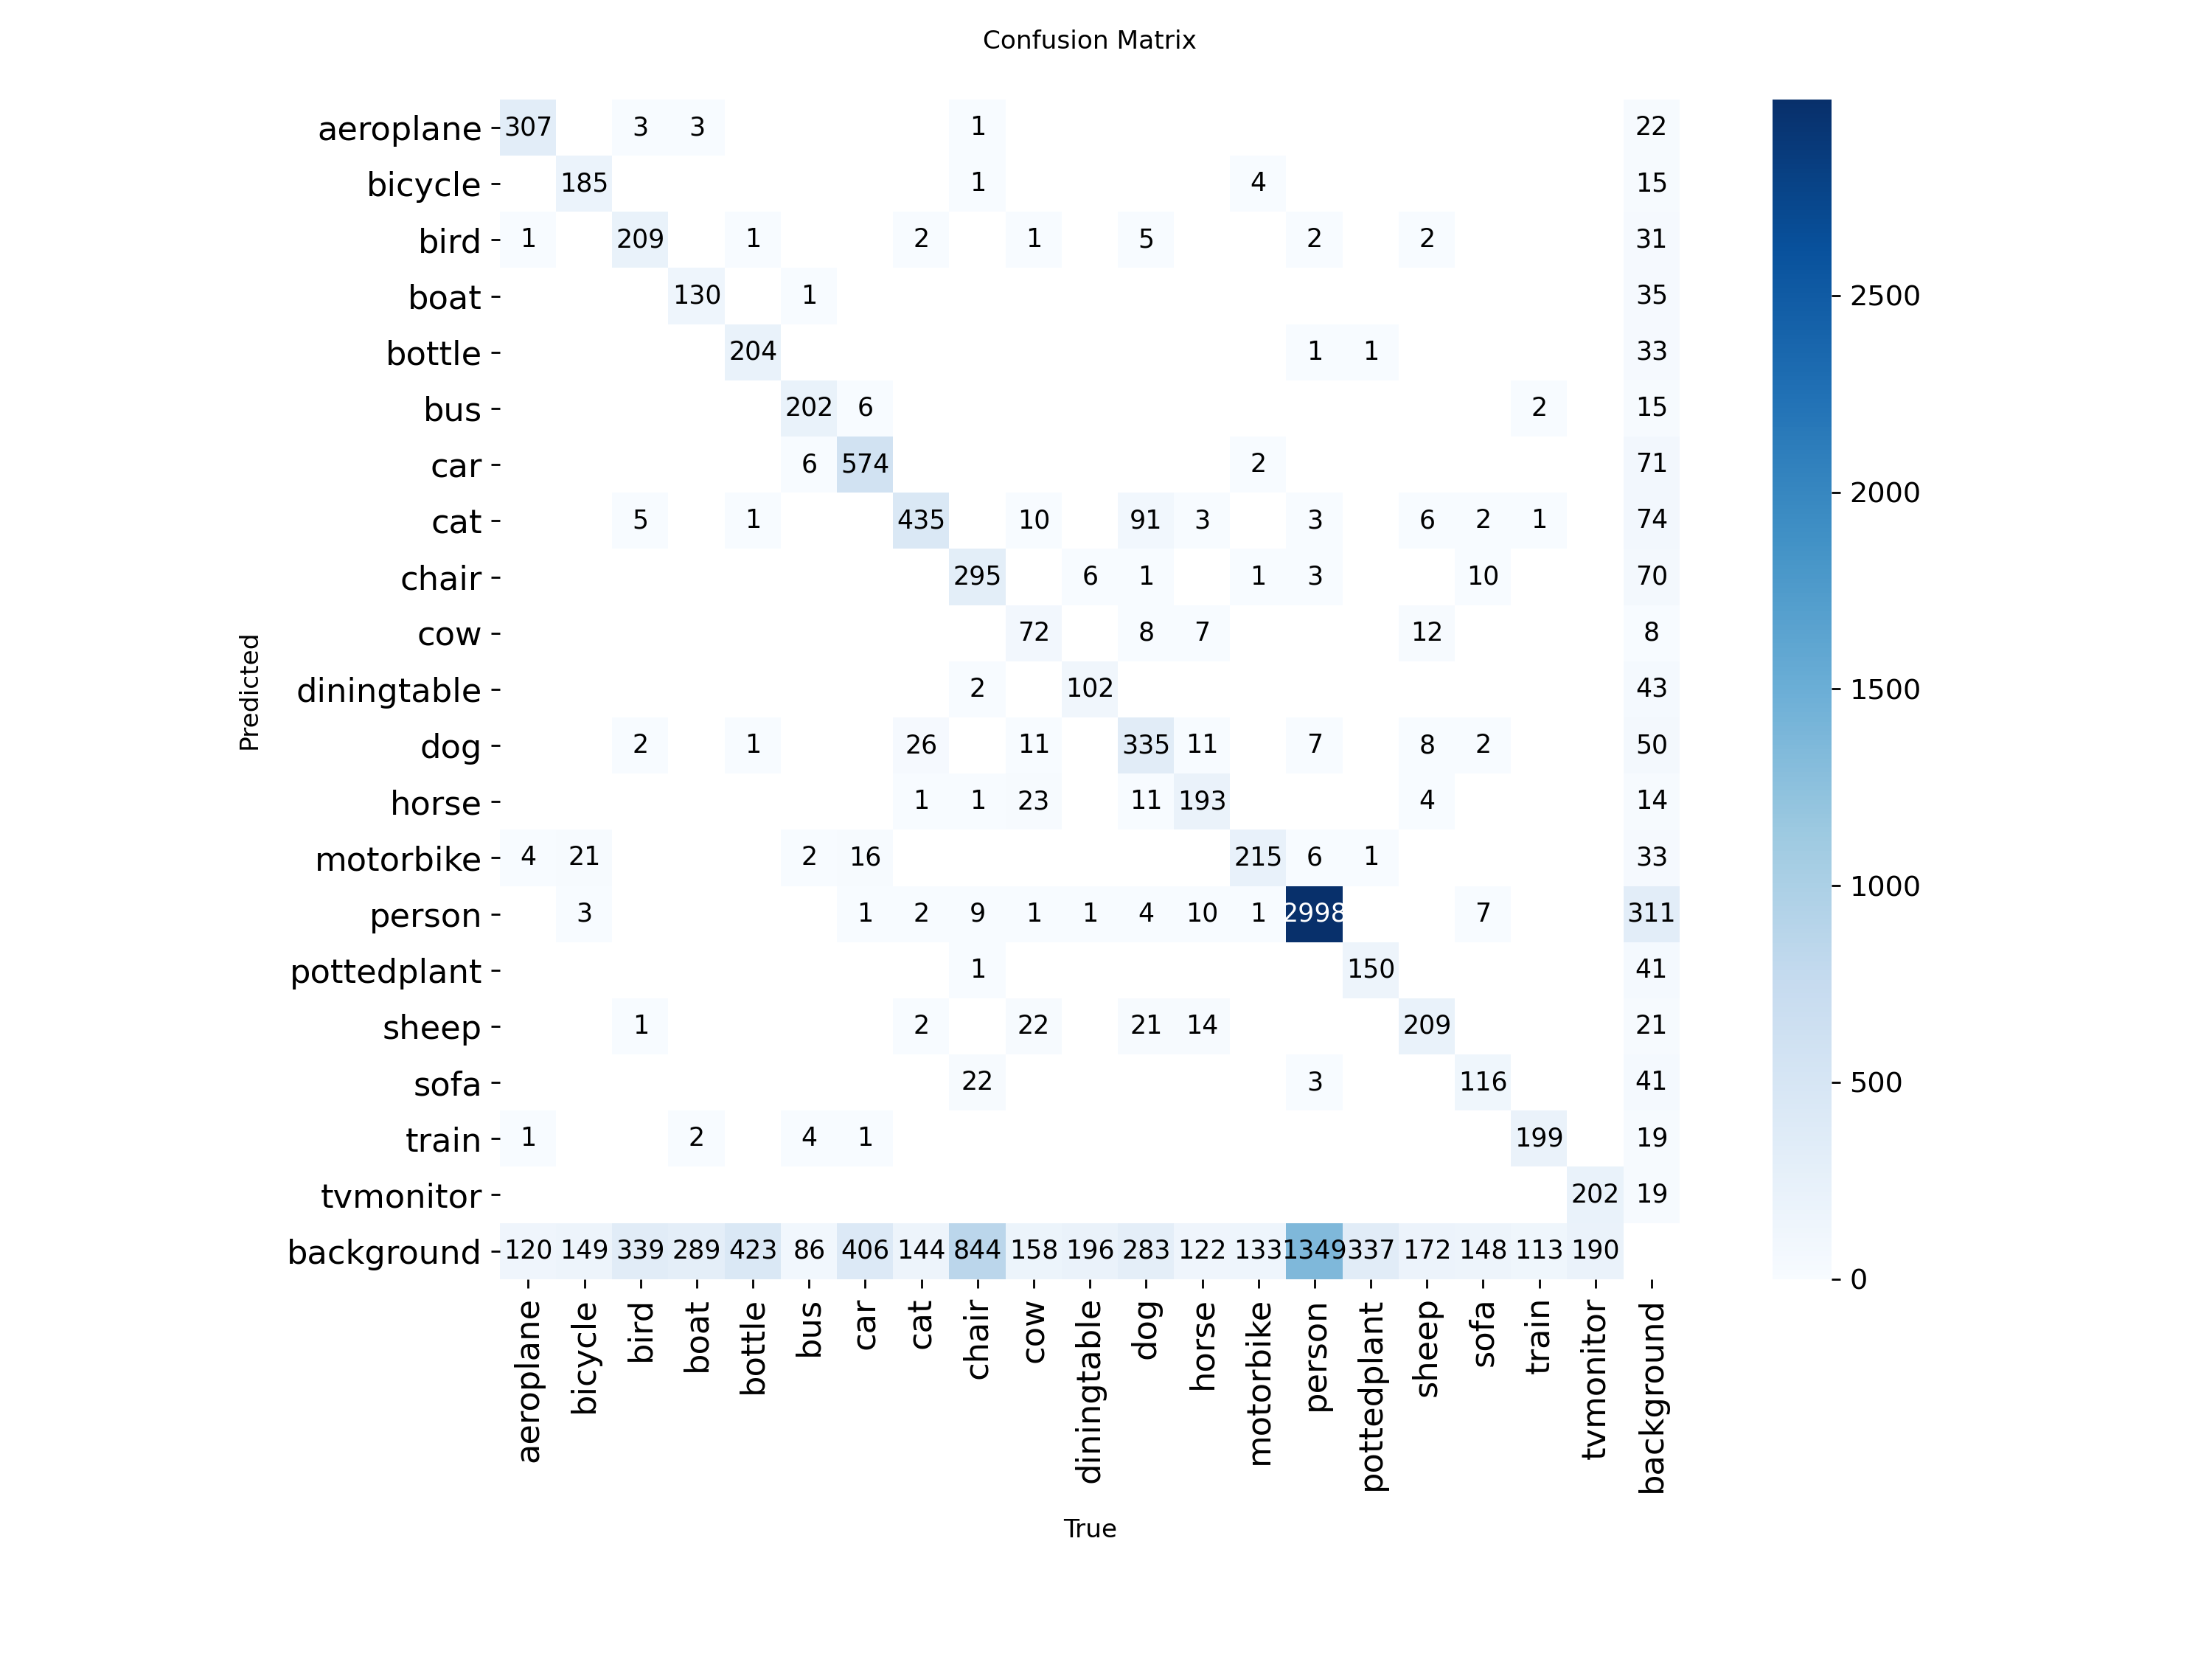 Confusion Matrix
aeroplane 307 3 3 1 22
bicycle 185 1 4 15
bird 1 209 1 2 1 5 2 2 31
boat 130 1 35
bottle 204 1 1 33
bus 202 6 2 15
car 6 574 2 71
cat 5 1 435 10 91 3 3 6 2 1 74
chair 295 6 1 1 3 10 70
cow 72 8 7 12 8
diningtable 2 102 43
dog 2 1 26 11 335 11 7 8 2 50
horse 1 1 23 11 193 4 14
motorbike 4 21 2 16 215 6 1 33
person 3 1 2 9 1 1 4 10 1 2998 7 311
pottedplant 1 150 41
sheep 1 2 22 21 14 209 21
sofa 22 3 116 41
train 1 2 4 1 199 19
tvmonitor 202 19
background 120 149 339 289 423 86 406 144 844 158 196 283 122 133 1349 337 172 148 113 190
aeroplane bicycle bird boat bottle bus car cat chair cow diningtable dog horse motorbike person pottedplant sheep sofa train tvmonitor background
True
Predicted
2500
2000
1500
1000
500
0